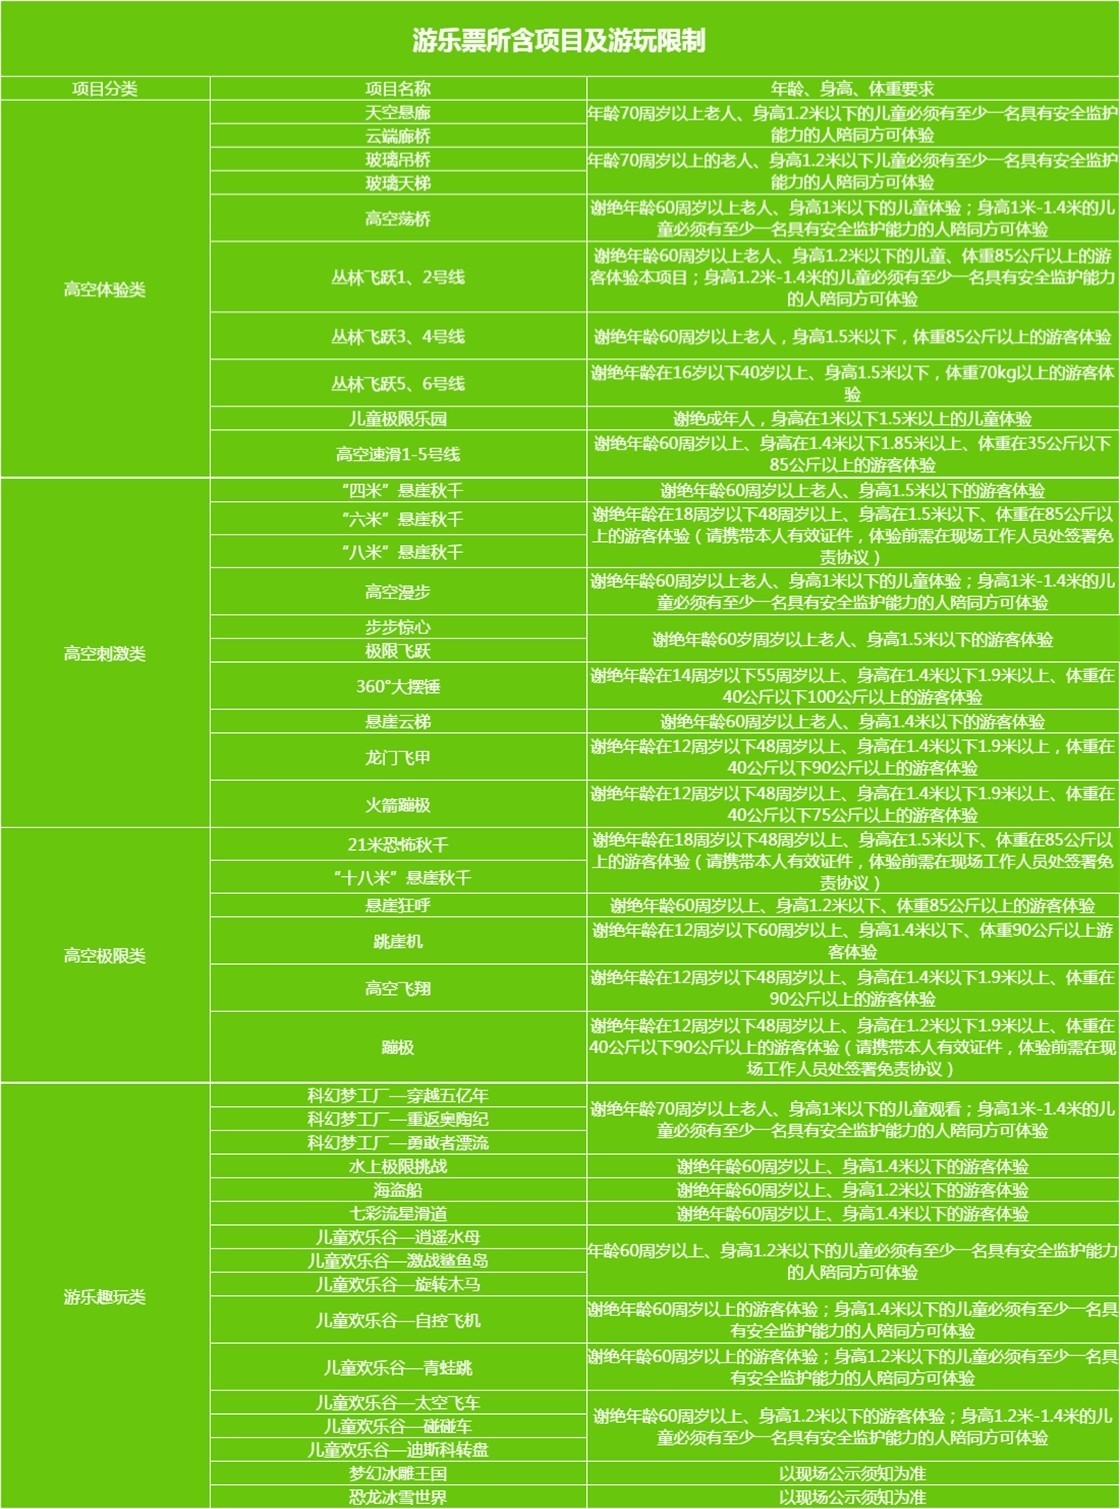 游乐票所含项目及游玩限制
项目分类
项目名称
年龄、身高、体重要求
高空体验类
天空悬廊
云端廊桥
年龄70周岁以上老人、身高1.2米以下的儿童必须有至少一名具有安全监护
能力的人陪同方可体验
玻璃吊桥
玻璃天梯
年龄70周岁以上的老人、身高1.2米以下儿童必须有至少一名具有安全监护
能力的人陪同方可体验
高空荡桥
谢绝年龄60周岁以上老人、身高1米以下的儿童体验；身高1米-1.4米的儿
童必须有至少一名具有安全监护能力的人陪同方可体验
丛林飞跃1、2号线
谢绝年龄60周岁以上老人、身高1.2米以下的儿童、体重85公斤以上的游
客体验本项目；身高1.2米-1.4米的儿童必须有至少一名具有安全监护能力
的人陪同方可体验
丛林飞跃3、4号线
谢绝年龄60周岁以上老人，身高1.5米以下，体重85公斤以上的游客体验
丛林飞跃5、6号线
谢绝年龄在16岁以下40岁以上、身高1.5米以下，体重70kg以上的游客体
验
儿童极限乐园
谢绝成年人，身高在1米以下1.5米以上的儿童体验
高空速滑1-5号线
谢绝年龄60周岁以上、身高在1.4米以下1.85米以上、体重在35公斤以下
85公斤以上的游客体验
高空刺激类
“四米”悬崖秋千
谢绝年龄60周岁以上老人、身高1.5米以下的游客体验
“六米”悬崖秋千
“八米”悬崖秋千
谢绝年龄在18周岁以下48周岁以上、身高在1.5米以下、体重在85公斤以
上的游客体验（请携带本人有效证件，体验前需在现场工作人员处签署免
责协议）
高空漫步
谢绝年龄60周岁以上老人、身高1米以下的儿童体验；身高1米-1.4米的儿
童必须有至少一名具有安全监护能力的人陪同方可体验
步步惊心
极限飞跃
谢绝年龄60岁周岁以上老人、身高1.5米以下的游客体验
360°大摆锤
谢绝年龄在14周岁以下55周岁以上、身高在1.4米以下1.9米以上、体重在
40公斤以下100公斤以上的游客体验
悬崖云梯
谢绝年龄60周岁以上老人、身高1.4米以下的游客体验
龙门飞甲
谢绝年龄在12周岁以下48周岁以上、身高在1.4米以下1.9米以上，体重在
40公斤以下90公斤以上的游客体验
火箭蹦极
谢绝年龄在12周岁以下48周岁以上、身高在1.4米以下1.9米以上、体重在
40公斤以下75公斤以上的游客体验
高空极限类
21米恐怖秋千
“十八米”悬崖秋千
谢绝年龄在18周岁以下48周岁以上、身高在1.5米以下、体重在85公斤以
上的游客体验（请携带本人有效证件，体验前需在现场工作人员处签署免
责协议）
悬崖狂呼
谢绝年龄60周岁以上、身高1.2米以下、体重85公斤以上的游客体验
跳崖机
谢绝年龄在12周岁以下60周岁以上、身高1.4米以下、体重90公斤以上游
客体验
高空飞翔
谢绝年龄在12周岁以下48周岁以上、身高在1.4米以下1.9米以上、体重在
90公斤以上的游客体验
蹦极
谢绝年龄在12周岁以下48周岁以上、身高在1.2米以下1.9米以上、体重在
40公斤以下90公斤以上的游客体验（请携带本人有效证件，体验前需在现
场工作人员处签署免责协议）
游乐趣玩类
科幻梦工厂—穿越五亿年
科幻梦工厂—重返奥陶纪
科幻梦工厂—勇敢者漂流
谢绝年龄70周岁以上老人、身高1米以下的儿童观看；身高1米-1.4米的儿
童必须有至少一名具有安全监护能力的人陪同方可体验
水上极限挑战
谢绝年龄60周岁以上、身高1.4米以下的游客体验
海盗船
谢绝年龄60周岁以上、身高1.2米以下的游客体验
七彩流星滑道
谢绝年龄60周岁以上、身高1.4米以下的游客体验
儿童欢乐谷—逍遥水母
儿童欢乐谷—激战鲨鱼岛
儿童欢乐谷—旋转木马
年龄60周岁以上、身高1.2米以下的儿童必须有至少一名具有安全监护能力
的人陪同方可体验
儿童欢乐谷—自控飞机
谢绝年龄60周岁以上的游客体验；身高1.4米以下的儿童必须有至少一名具
有安全监护能力的人陪同方可体验
儿童欢乐谷—青蛙跳
谢绝年龄60周岁以上的游客体验；身高1.2米以下的儿童必须有至少一名具
有安全监护能力的人陪同方可体验
儿童欢乐谷—太空飞车
儿童欢乐谷—碰碰车
儿童欢乐谷—迪斯科转盘
谢绝年龄60周岁以上、身高1.2米以下的游客体验；身高1.2米-1.4米的儿
童必须有至少一名具有安全监护能力的人陪同方可体验
梦幻冰雕王国
以现场公示须知为准
恐龙冰雪世界
以现场公示须知为准